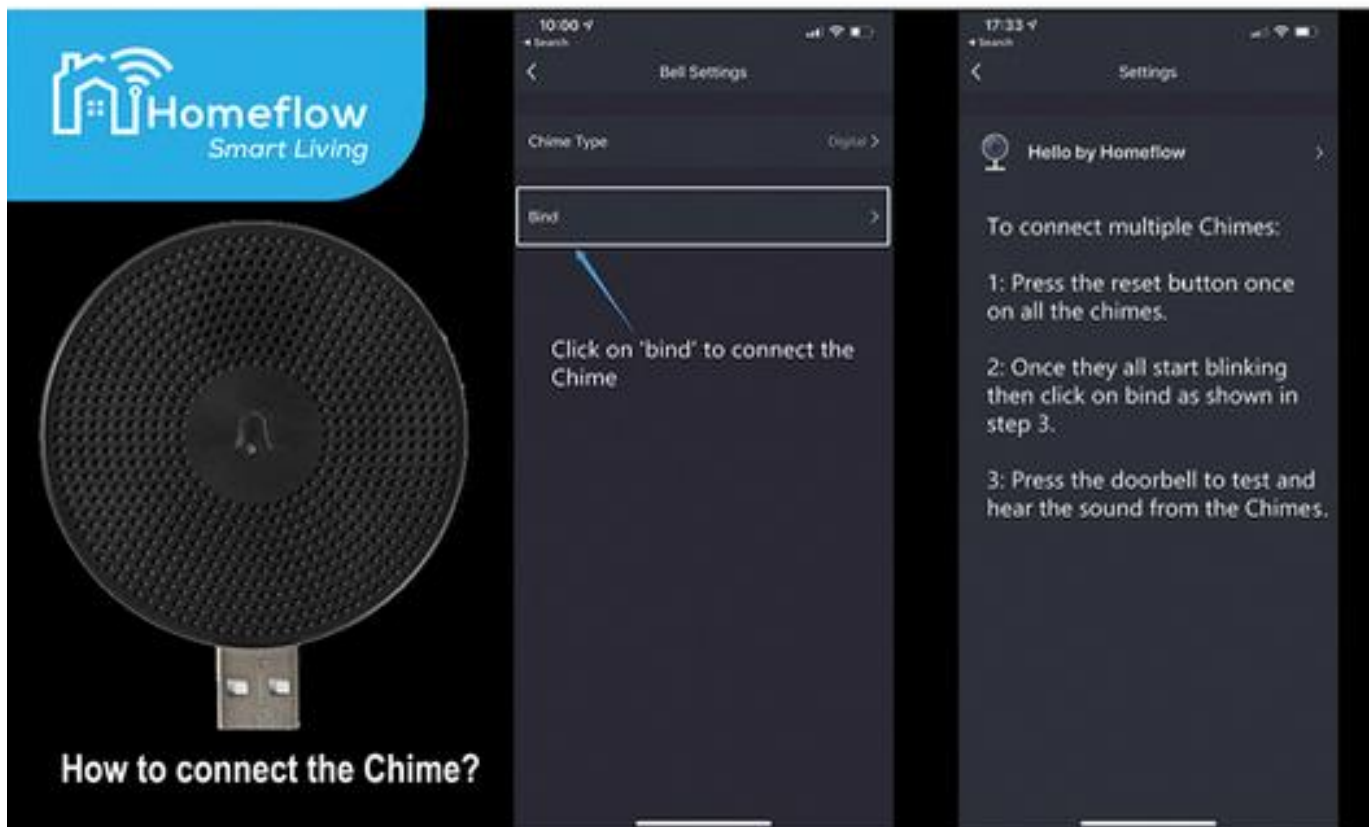 Homeflow
Smart Living
How to connect the Chime?
10:00
Search
Bell Settings
Chime Type
Digital
Bind
Click on 'bind' to connect the
Chime
17:33
Search
Settings
Hello by Homeflow
To connect multiple Chimes:
1: Press the reset button once
on all the chimes.
2: Once they all start blinking
then click on bind as shown in
step 3.
3: Press the doorbell to test and
hear the sound from the Chimes.